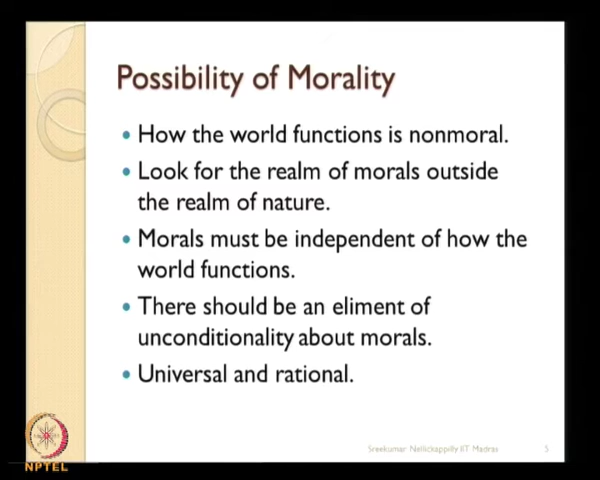 Possibility of Morality
• How the world functions is nonmoral.
• Look for the realm of morals outside
the realm of nature.
• Morals must be independent of how the
world functions.
• There should be an eliment of
unconditionality about morals.
• Universal and rational.
Sreekumar Nellickappilly IIT Madras 5
NPTEL